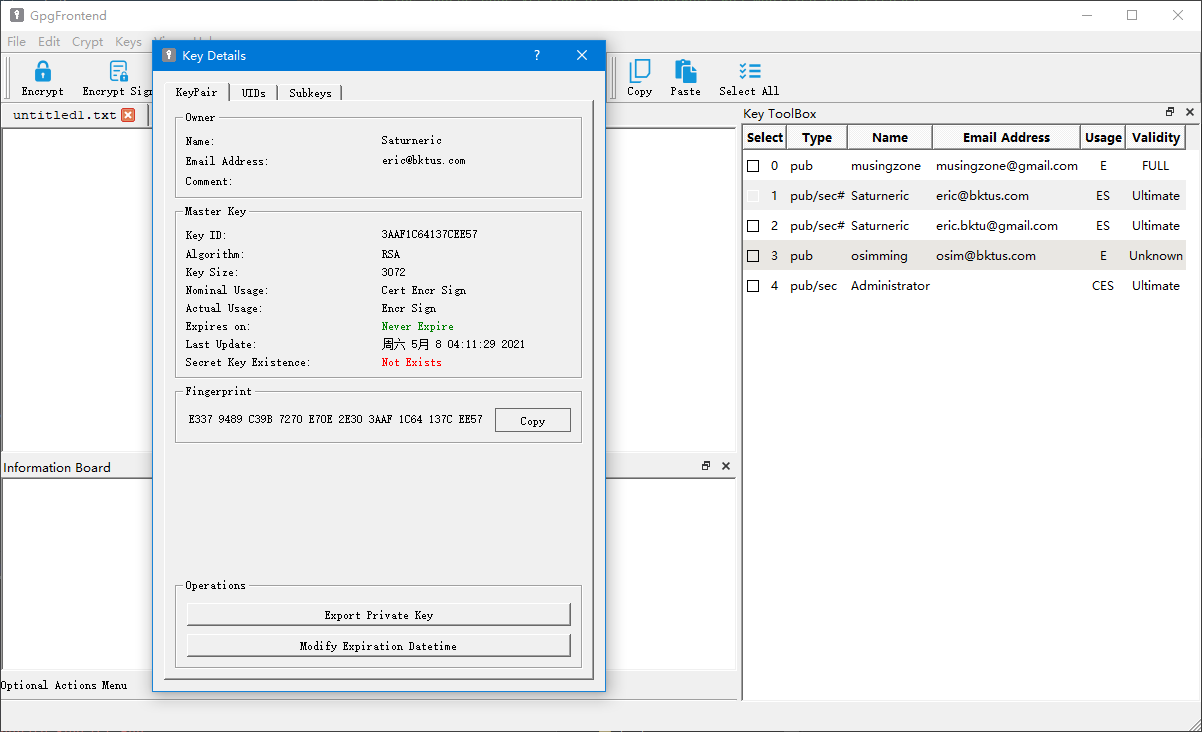 GpgFrontend
File Edit Crypt Keys
Encrypt Encrypt Sign Copy Paste Select All
untitled1.txt
Key Details
?
KeyPair UIDs Subkeys
Owner
Name: Saturneric
Email Address: eric@bktus.com
Comment:
Master Key
Key ID: 3AAF1C64137CEE57
Algorithm: RSA
Key Size: 3072
Nominal Usage: Cert Encr Sign
Actual Usage: Encr Sign
Expires on: Never Expire
Last Update: 周六 5月 8 04:11:29 2021
Secret Key Existence: Not Exists
Fingerprint
E337 9489 C39B 7270 E70E 2E30 3AAF 1C64 137C EE57 Copy
Operations
Export Private Key
Modify Expiration Datetime
Key ToolBox
Select Type Name Email Address Usage Validity
0 pub musingzone musingzone@gmail.com E FULL
1 pub/sec# Saturneric eric@bktus.com ES Ultimate
2 pub/sec# Saturneric eric.bktu@gmail.com ES Ultimate
3 pub osimming osim@bktus.com E Unknown
4 pub/sec Administrator CES Ultimate
Information Board
Optional Actions Menu